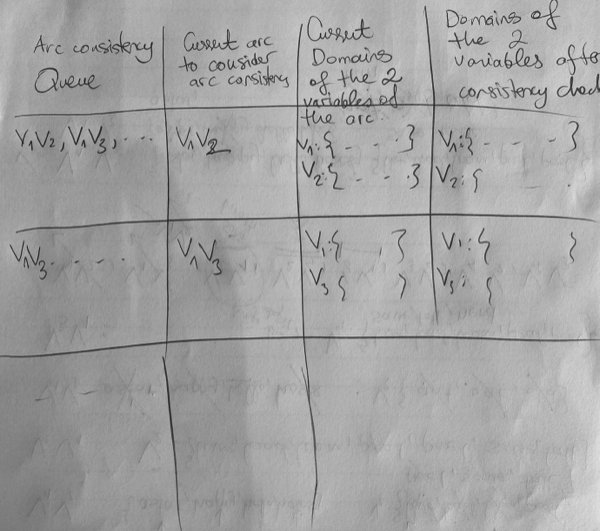 Arc consistency
Queue
Current arc
to consider
arc consistency
Current
Domains
of the 2
variables of
the arc.
Domains of
the 2
variables after
consistency check
V₁V₂, V₁V₃, ...
V₁V₂
V₁:{ - - .}
V₂:{ - - .}
V₁:{ - - - }
V₂:{ .
V₁V₃. - - . -
V₁V₃
V₁:{ . }
V₃ { }
V₁:{ }
V₃: {